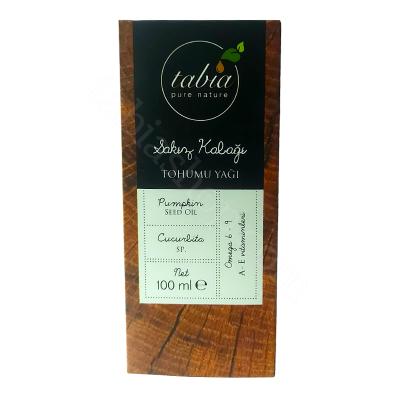 tabia
pure nature
Sakız Kabağı
TOHUMU YAĞI
Pumpkin
SEED OIL
Cucurbita
SP.
Net
100 ml ℮
Omega 6 - 9
A - E vitaminleri